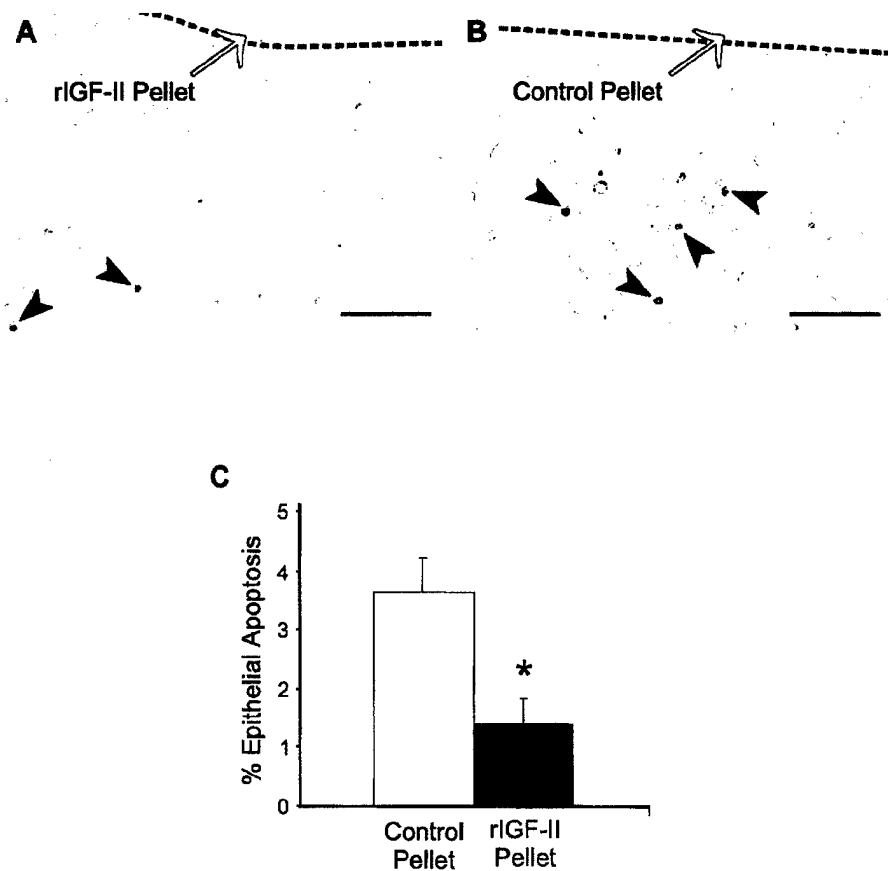 A
rIGF-II Pellet
B
Control Pellet
C
% Epithelial Apoptosis
5
4
3
2
1
0
*
Control
Pellet
rIGF-II
Pellet